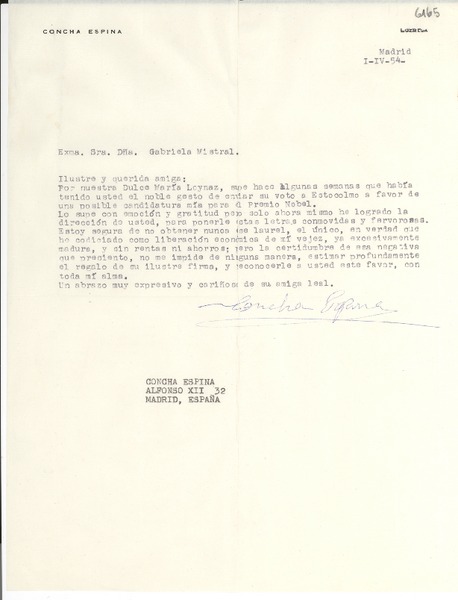 6165
CONCHA ESPINA
Madrid
I-IV-54-
Exma. Sra. Dña. Gabriela Mistral.
Ilustre y querida amiga:
Por nuestra Dulce María Loynaz, supe hace algunas semanas que había
tenido usted el noble gesto de enviar su voto a Estocolmo a favor de
una posible candidatura mía para el Premio Nobel.
Lo supe con emoción y gratitud pero solo ahora mismo he logrado la
dirección de usted, para ponerle estas letras conmovidas y fervorosas.
Estoy segura de no obtener nunca ese laurel, el único, en verdad que
he codiciado como liberación económica de mí vejez, ya excesivamente
madura, y sin rentas ni ahorros; pero la certidumbre de esa negativa
que presiento, no me impide de ninguna manera, estimar profundamente
el regalo de su ilustre firma, y reconocerle a usted este favor, con
toda mi alma.
Un abrazo muy expresivo y cariñoso de su amiga leal.
Concha Espina
CONCHA ESPINA
ALFONSO XII 32
MADRID, ESPAÑA